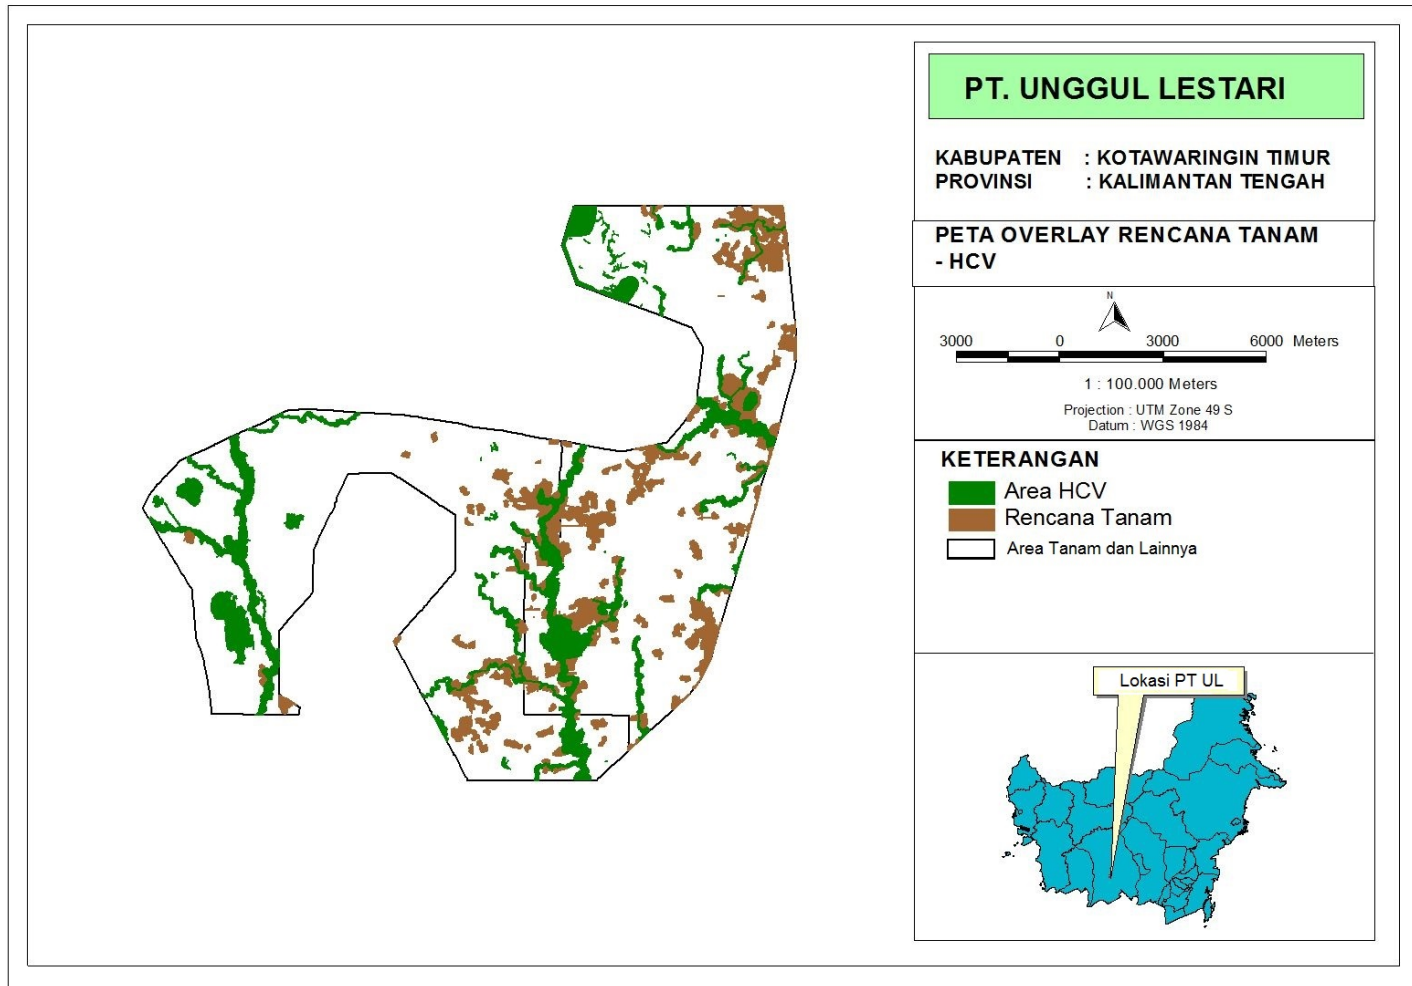 PT. UNGGUL LESTARI
KABUPATEN : KOTAWARINGIN TIMUR
PROVINSI : KALIMANTAN TENGAH
PETA OVERLAY RENCANA TANAM
- HCV
N
3000 0 3000 6000 Meters
1 : 100.000 Meters
Projection : UTM Zone 49 S
Datum : WGS 1984
KETERANGAN
Area HCV
Rencana Tanam
Area Tanam dan Lainnya
Lokasi PT UL